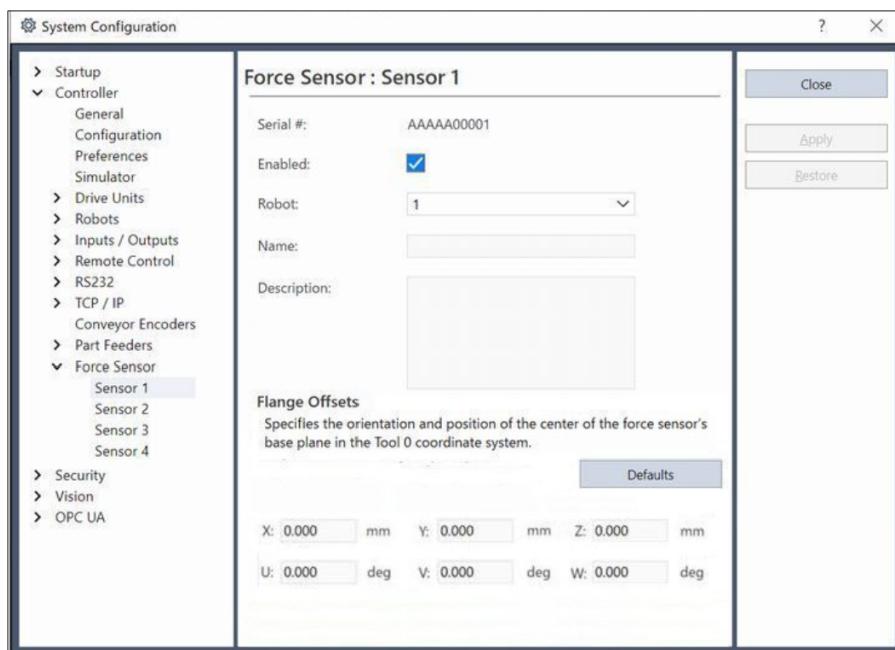 System Configuration
?
Startup
Controller
General
Configuration
Preferences
Simulator
Drive Units
Robots
Inputs / Outputs
Remote Control
RS232
TCP / IP
Conveyor Encoders
Part Feeders
Force Sensor
Sensor 1
Sensor 2
Sensor 3
Sensor 4
Security
Vision
OPC UA
Force Sensor : Sensor 1
Serial #: AAAAA00001
Enabled:
Robot: 1
Name:
Description:
Flange Offsets
Specifies the orientation and position of the center of the force sensor's
base plane in the Tool 0 coordinate system.
Defaults
X: 0.000 mm Y: 0.000 mm Z: 0.000 mm
U: 0.000 deg V: 0.000 deg W: 0.000 deg
Close
Apply
Restore